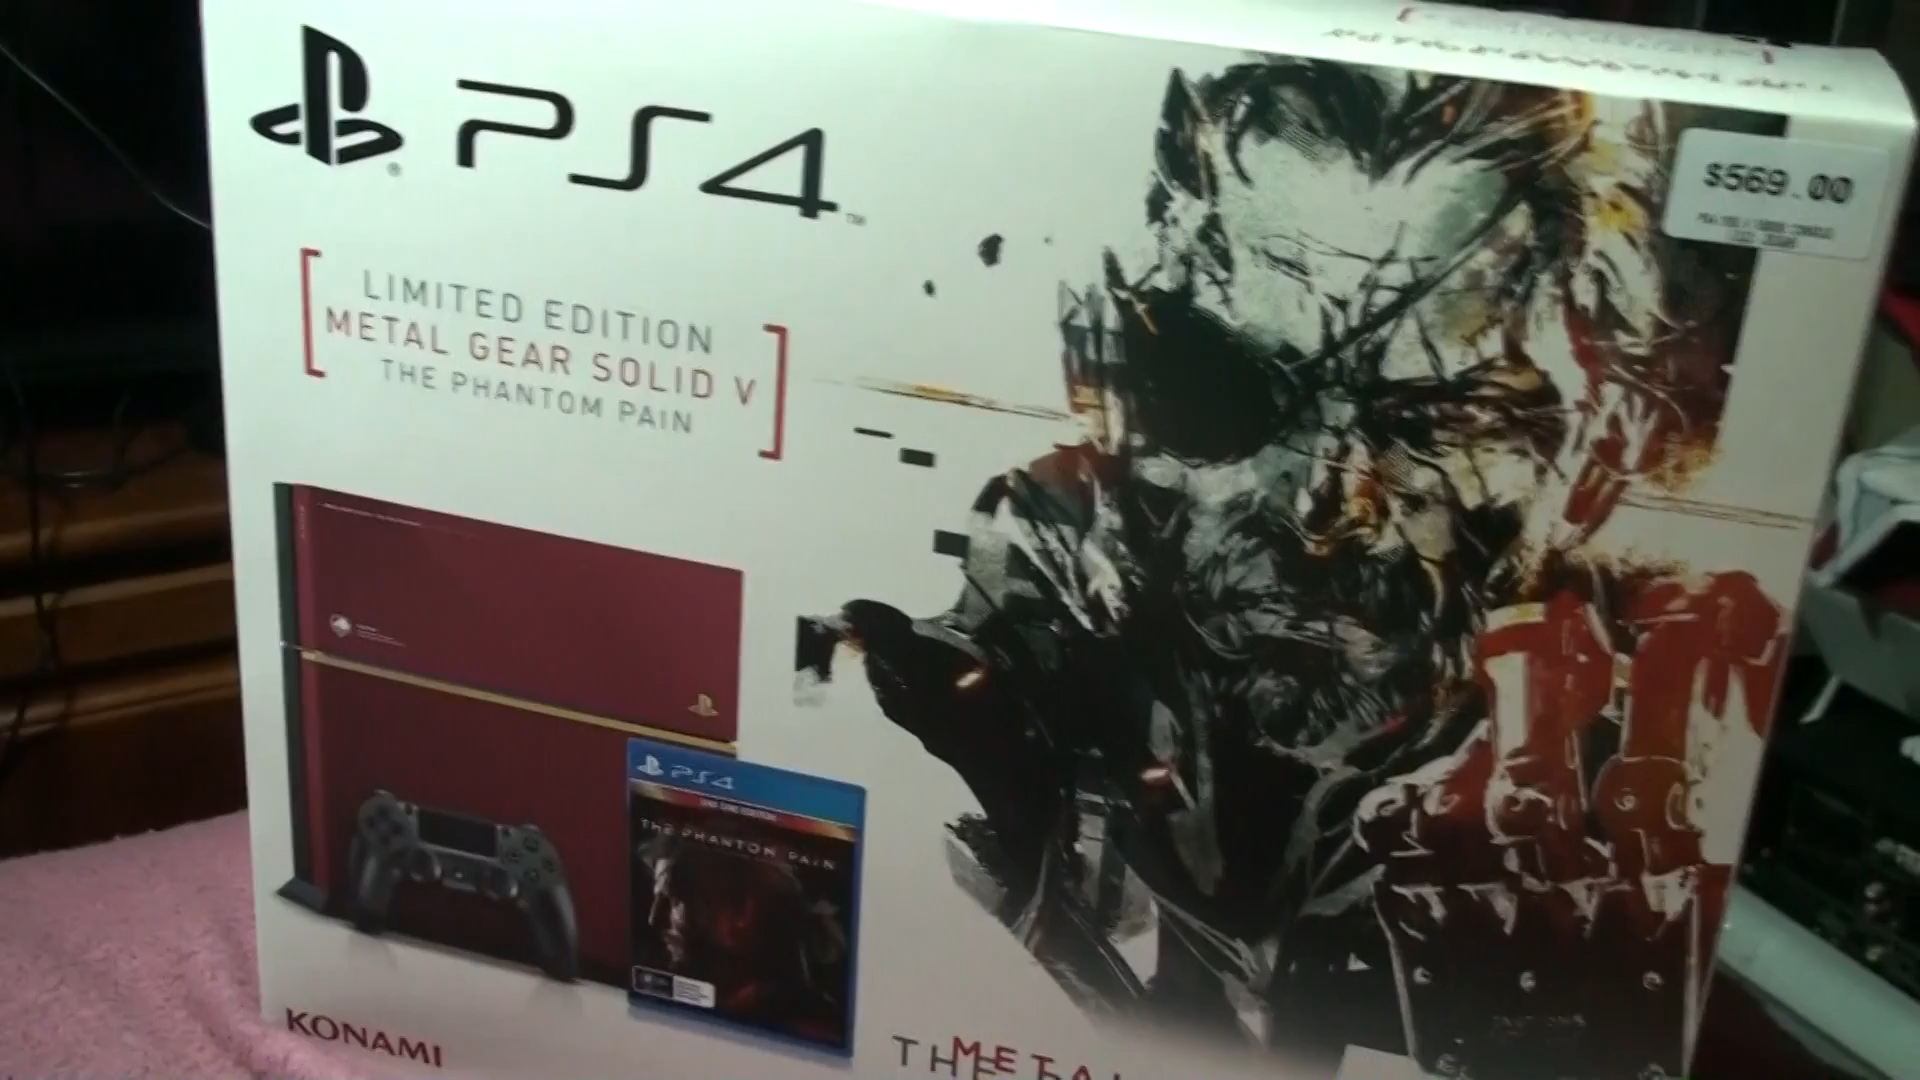 PS4
$569.00
LIMITED EDITION
METAL GEAR SOLID V
THE PHANTOM PAIN
PS4
THE PHANTOM PAIN
KONAMI